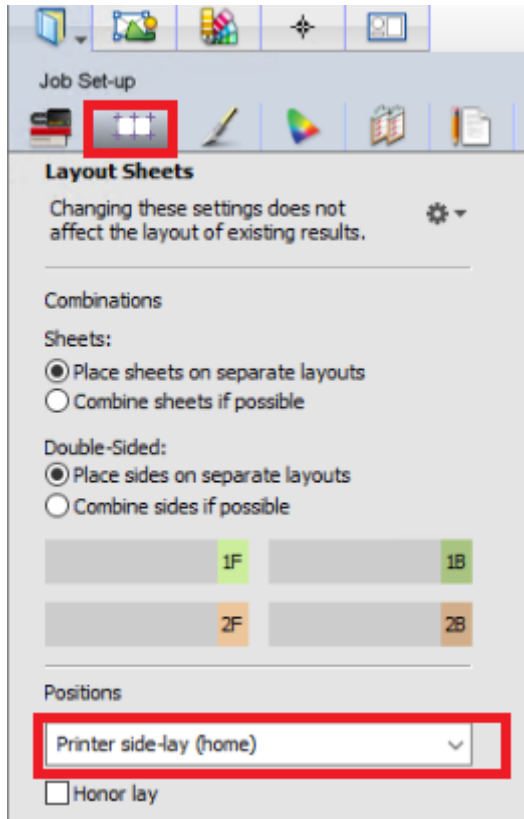 Job Set-up
Layout Sheets
Changing these settings does not
affect the layout of existing results.
Combinations
Sheets:
Place sheets on separate layouts
Combine sheets if possible
Double-Sided:
Place sides on separate layouts
Combine sides if possible
1F 1B
2F 2B
Positions
Printer side-lay (home)
Honor lay